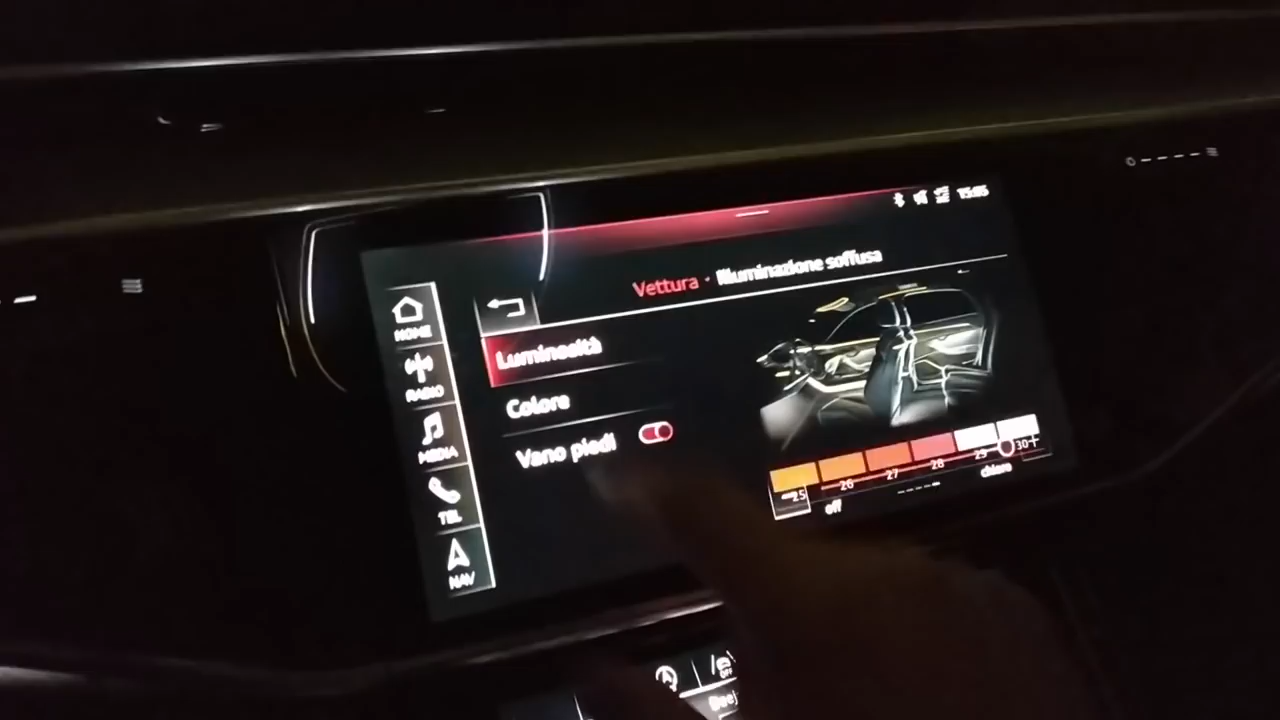 15:05
Vettura · Illuminazione soffusa
HOME
RADIO
MEDIA
TEL
NAV
Luminosità
Colore
Vano piedi
25 26 27 28 29 30+
off
chiaro
OFF